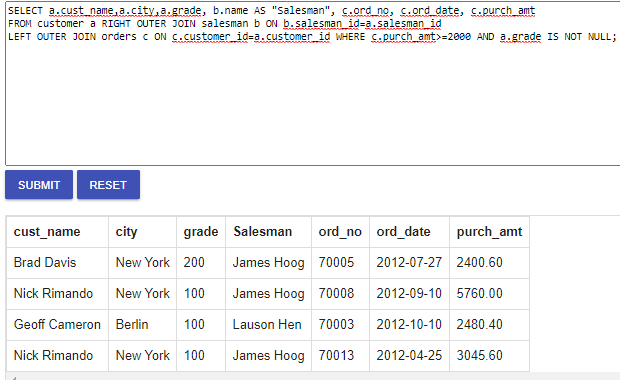 SELECT a.cust_name,a.city,a.grade, b.name AS "Salesman", c.ord_no, c.ord_date, c.purch_amt
FROM customer a RIGHT OUTER JOIN salesman b ON b.salesman_id=a.salesman_id
LEFT OUTER JOIN orders c ON c.customer_id=a.customer_id WHERE c.purch_amt>=2000 AND a.grade IS NOT NULL;
SUBMIT RESET
cust_name city grade Salesman ord_no ord_date purch_amt
Brad Davis New York 200 James Hoog 70005 2012-07-27 2400.60
Nick Rimando New York 100 James Hoog 70008 2012-09-10 5760.00
Geoff Cameron Berlin 100 Lauson Hen 70003 2012-10-10 2480.40
Nick Rimando New York 100 James Hoog 70013 2012-04-25 3045.60